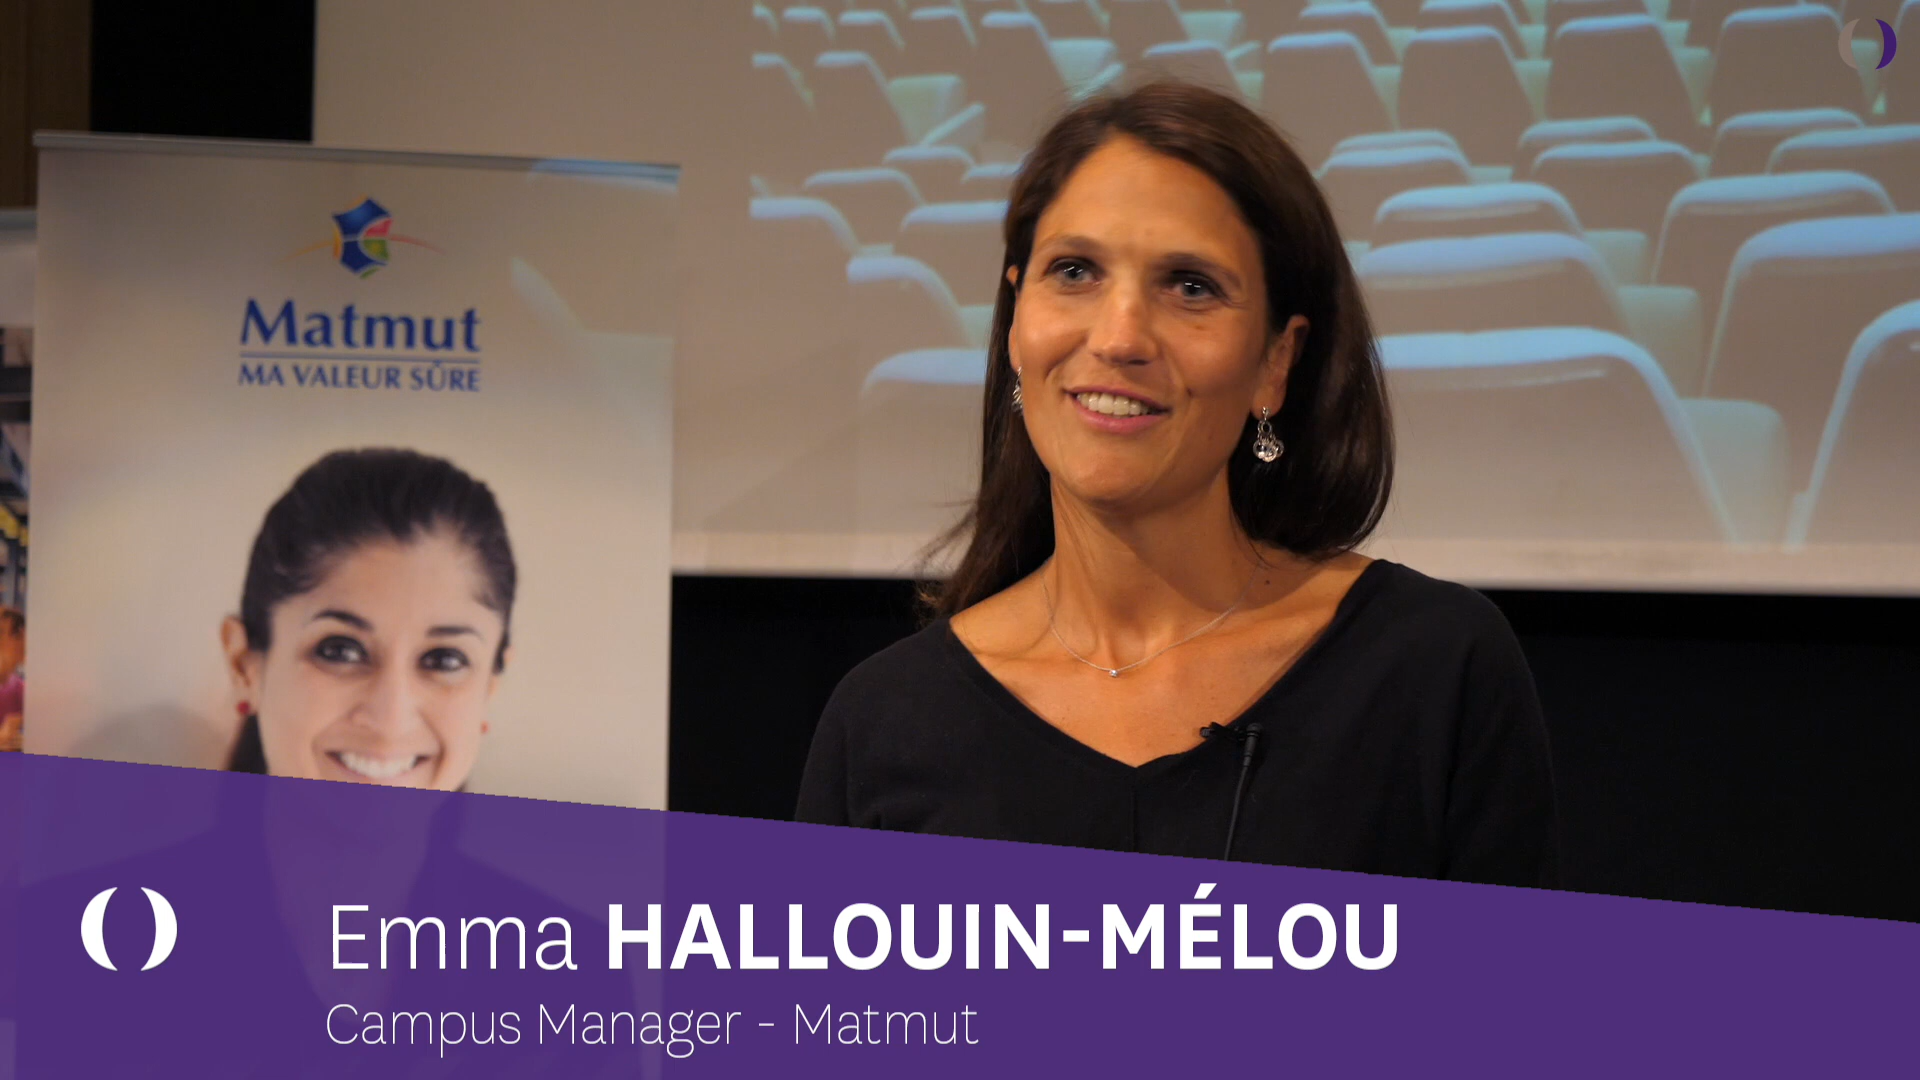 Matmut
MA VALEUR SÛRE
Emma HALLOUIN-MÉLOU
Campus Manager - Matmut